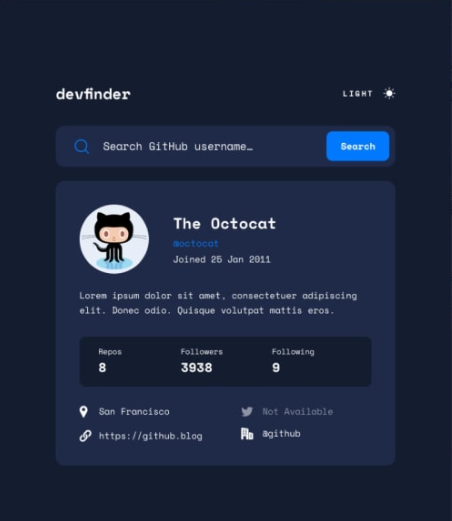 devfinder
LIGHT
Search GitHub username…
Search
The Octocat
@octocat
Joined 25 Jan 2011
Lorem ipsum dolor sit amet, consectetuer adipiscing
elit. Donec odio. Quisque volutpat mattis eros.
Repos Followers Following
8 3938 9
San Francisco Not Available
https://github.blog @github